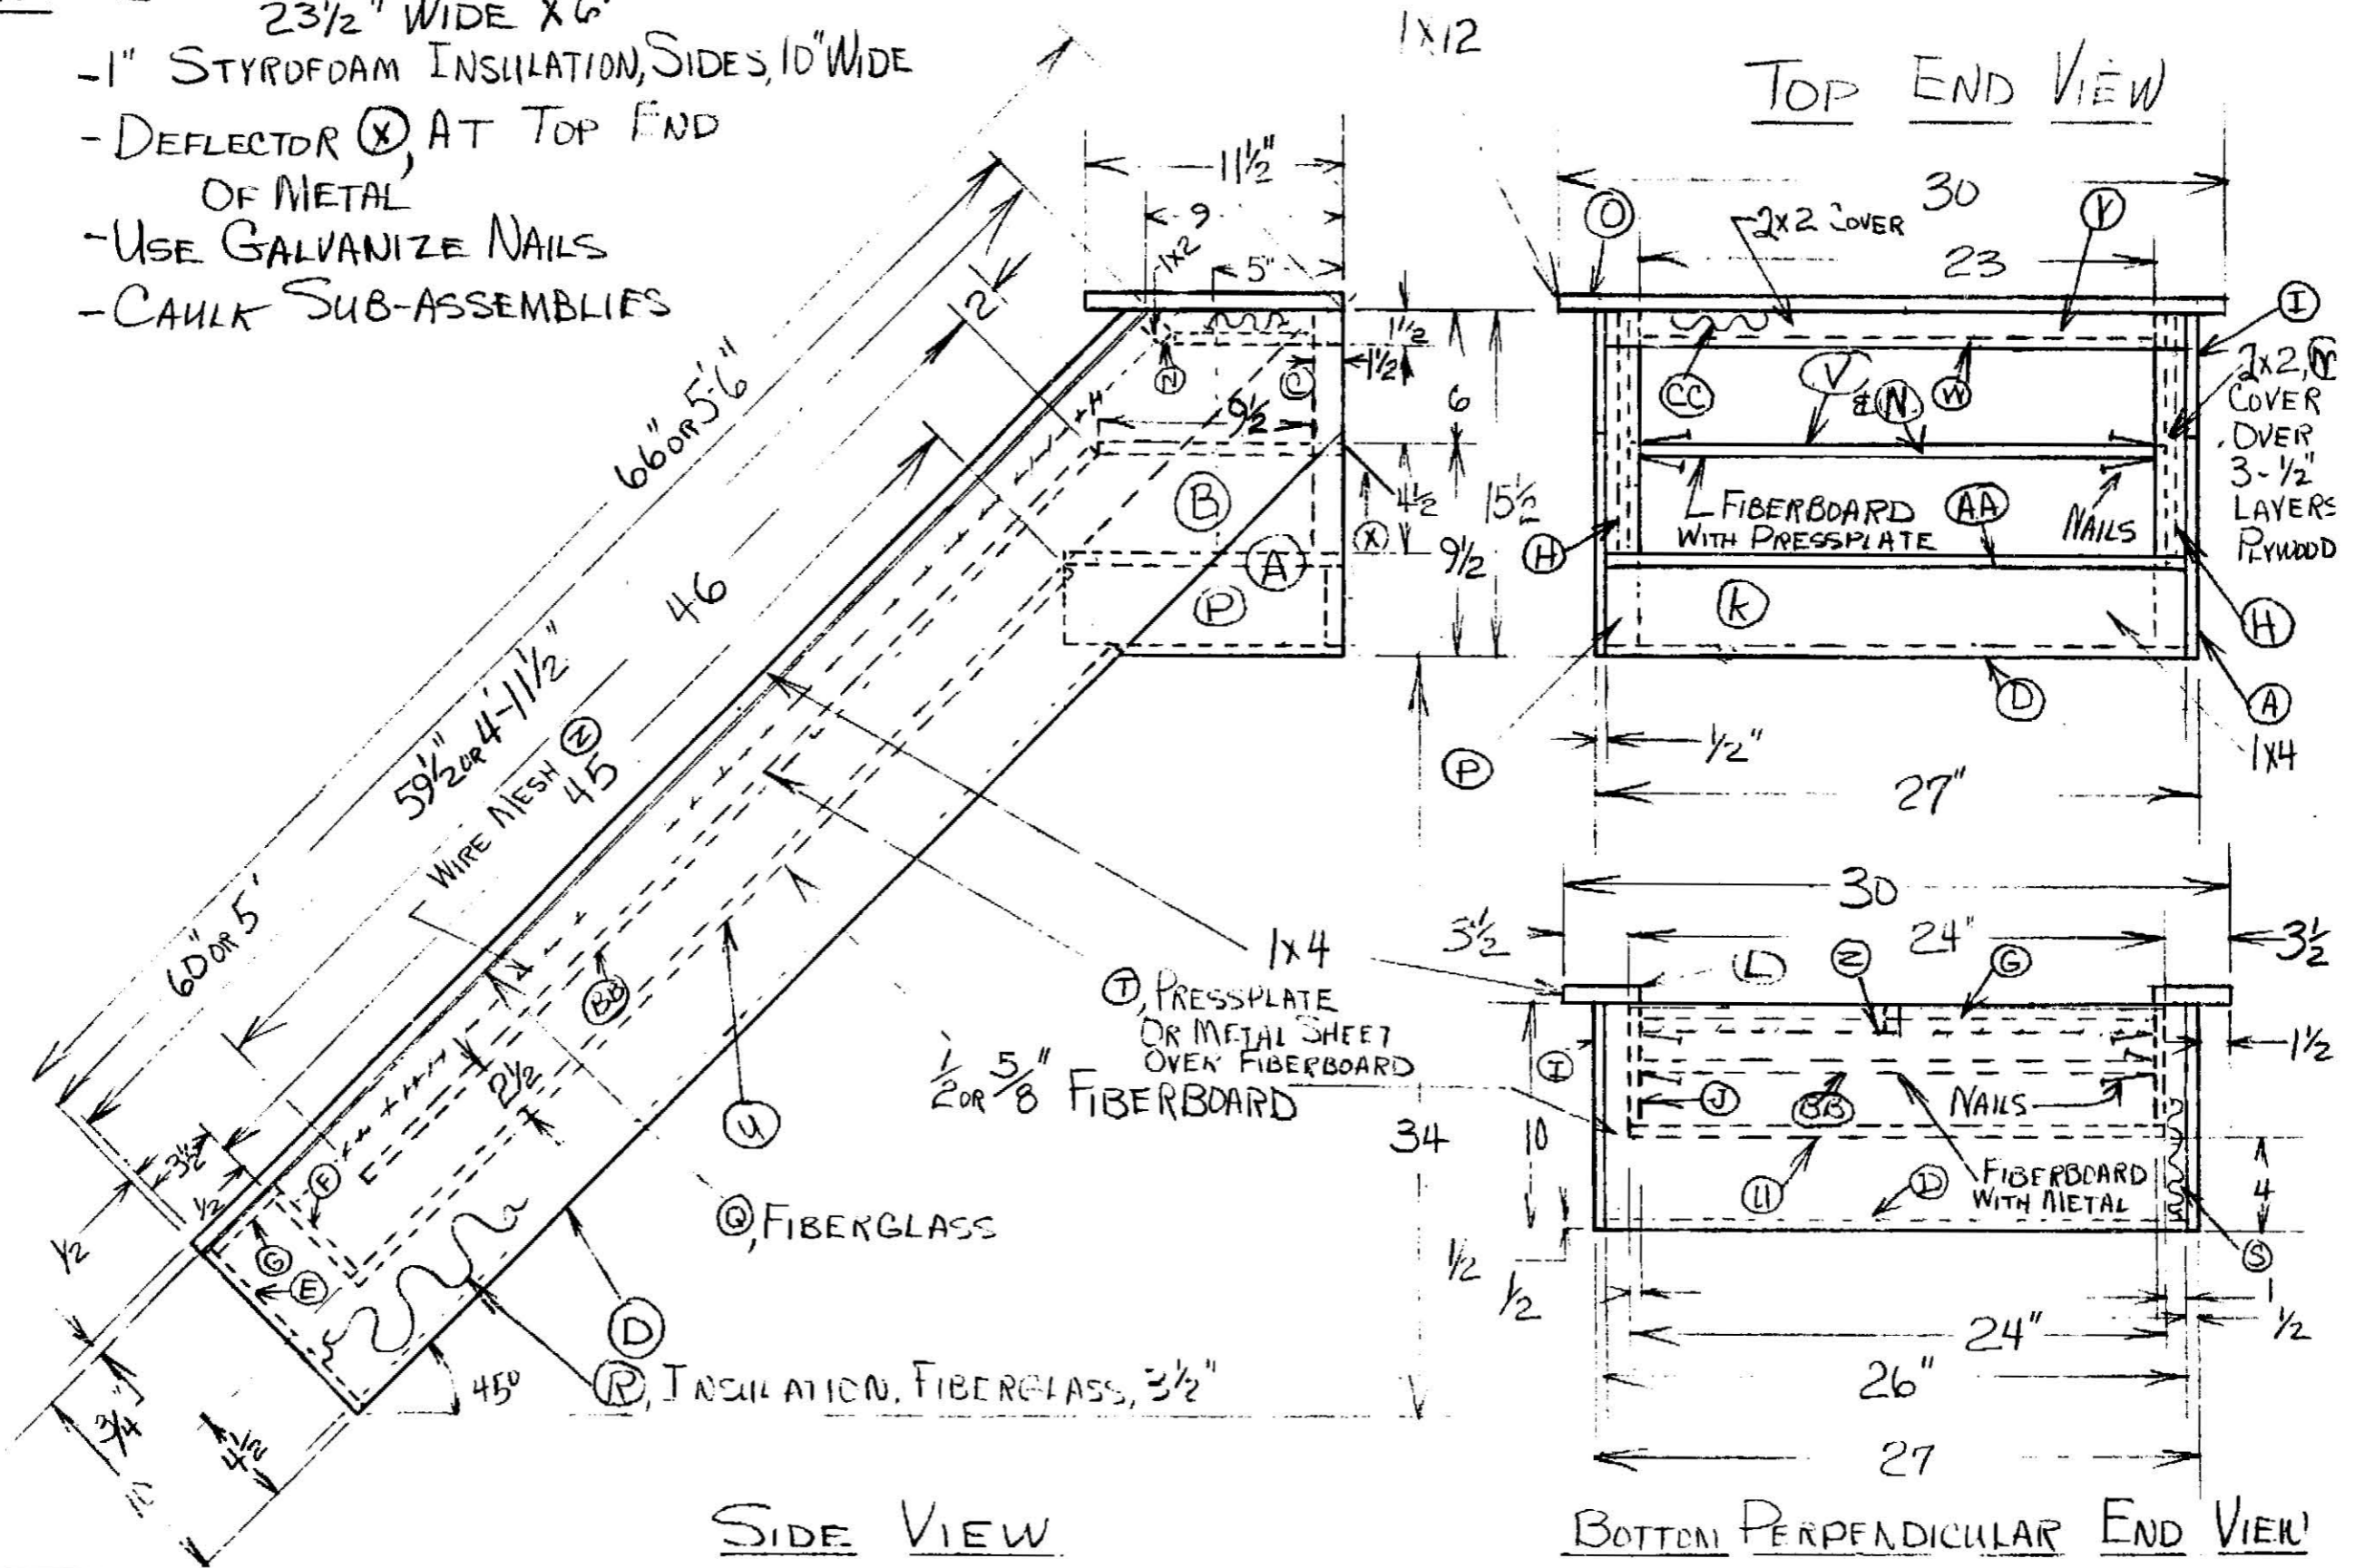 23½" WIDE X 6'
-1" STYROFOAM INSULATION, SIDES, 10" WIDE
- DEFLECTOR Ⓧ, AT TOP END
OF METAL
- USE GALVANIZE NAILS
- CAULK SUB-ASSEMBLIES
1X12
TOP END VIEW
11½"
9
1X2
5"
2
N
C
1½
1½
9½
6
4½
15½
9½
X
B
A
P
66" OR 5'-6"
46
59½" OR 4'-11½"
WIRE MESH Z
45
60" OR 5'
3½
½
½
F
G
E
BB
2½
U
Q, FIBERGLASS
D
R, INSULATION, FIBERGLASS, 3½"
45°
3/4"
10
4½
34
SIDE VIEW
30
O
2X2 COVER
Y
23
I
2X2, Y
COVER
OVER
3-½"
LAYERS
PLYWOOD
CC
V
& N
W
FIBERBOARD
WITH PRESSPLATE
AA
NAILS
H
H
K
D
A
P
1X4
½"
27"
30
3½
24"
3½
1X4
L
Z
G
1½
T, PRESSPLATE
OR METAL SHEET
OVER FIBERBOARD
½ OR 5/8" FIBERBOARD
I
J
BB
NAILS
10
U
D
FIBERBOARD
WITH METAL
4
S
½
½
1
½
24"
26"
27
BOTTOM PERPENDICULAR END VIEW